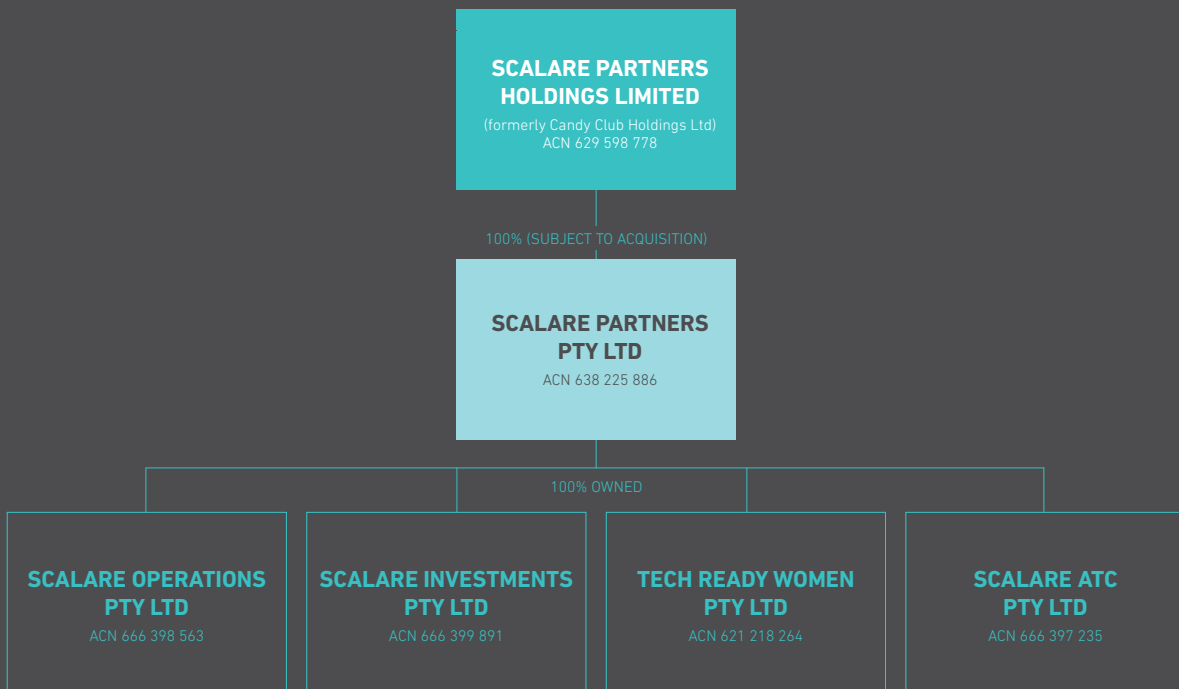 SCALARE PARTNERS
HOLDINGS LIMITED
(formerly Candy Club Holdings Ltd)
ACN 629 598 778
100% (SUBJECT TO ACQUISITION)
SCALARE PARTNERS
PTY LTD
ACN 638 225 886
100% OWNED
SCALARE OPERATIONS
PTY LTD
ACN 666 398 563
SCALARE INVESTMENTS
PTY LTD
ACN 666 399 891
TECH READY WOMEN
PTY LTD
ACN 621 218 264
SCALARE ATC
PTY LTD
ACN 666 397 235